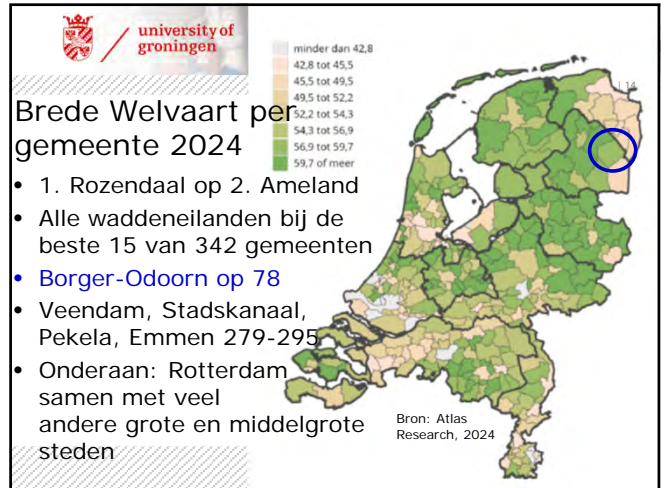 university of
groningen
Brede Welvaart per
gemeente 2024
• 1. Rozendaal op 2. Ameland
• Alle waddeneilanden bij de
beste 15 van 342 gemeenten
• Borger-Odoorn op 78
• Veendam, Stadskanaal,
Pekela, Emmen 279-295
• Onderaan: Rotterdam
samen met veel
andere grote en middelgrote
steden
minder dan 42,8
42,8 tot 45,5
45,5 tot 49,5
49,5 tot 52,2
52,2 tot 54,3
54,3 tot 56,9
56,9 tot 59,7
59,7 of meer
| 14
Bron: Atlas
Research, 2024